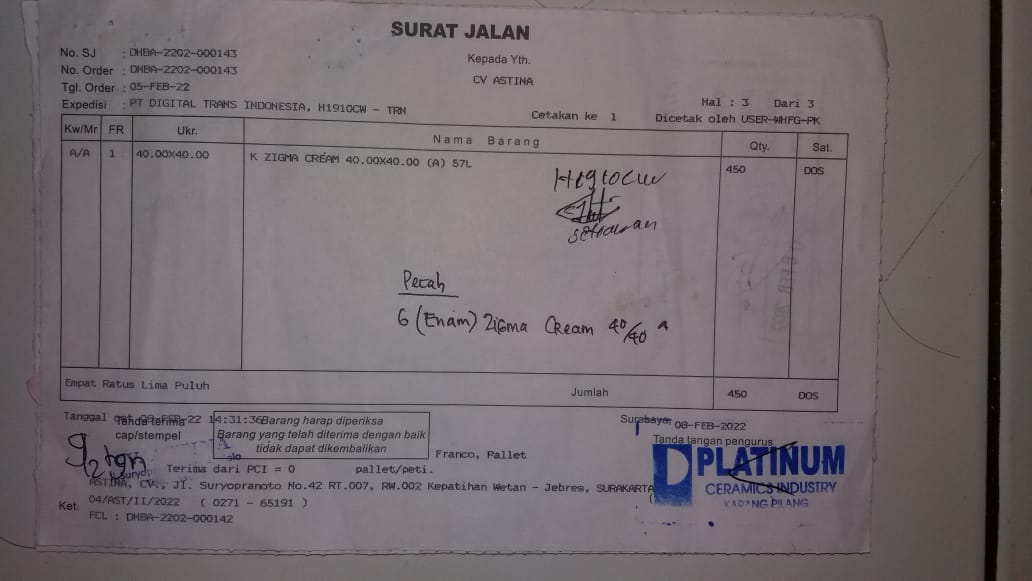 SURAT JALAN
No. SJ : DHBA-2202-000143
No. Order : DHBA-2202-000143
Tgl. Order : 05-FEB-22
Expedisi : PT DIGITAL TRANS INDONESIA, H1910CW - TRN
Kepada Yth.
CV ASTINA
Cetakan ke 1
Hal : 3 Dari 3
Dicetak oleh USER-WHFG-PK
Kw/Mr FR Ukr. Nama Barang Qty. Sat.
A/A 1 40.00X40.00 K ZIGMA CREAM 40.00X40.00 (A) 57L 450 DOS
H1910CW
Pecah
6 (Enam) Zigma Cream 40/40 A
Empat Ratus Lima Puluh Jumlah 450 DOS
Tanggal 08-FEB-22 14:31:36
Tanda terima
cap/stempel
Barang harap diperiksa
Barang yang telah diterima dengan baik
tidak dapat dikembalikan
Franco, Pallet
Surabaya, 08-FEB-2022
Tanda tangan pengurus
Terima dari PCI = 0 pallet/peti.
ASTINA, CV., Jl. Suryopranoto No.42 RT.007, RW.002 Kepatihan Wetan - Jebres, SURAKARTA
Ket. 04/AST/II/2022 ( 0271 - 65191 )
FCL : DHBA-2202-000142
PLATINUM
CERAMICS INDUSTRY
KARANG PILANG